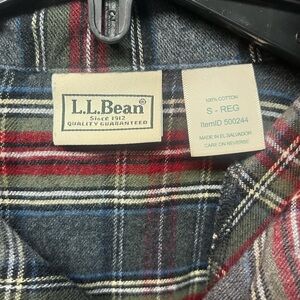 L.L.Bean®
Since 1912
QUALITY GUARANTEED
100% COTTON
S - REG
ItemID 500244
MADE IN EL SALVADOR
CARE ON REVERSE